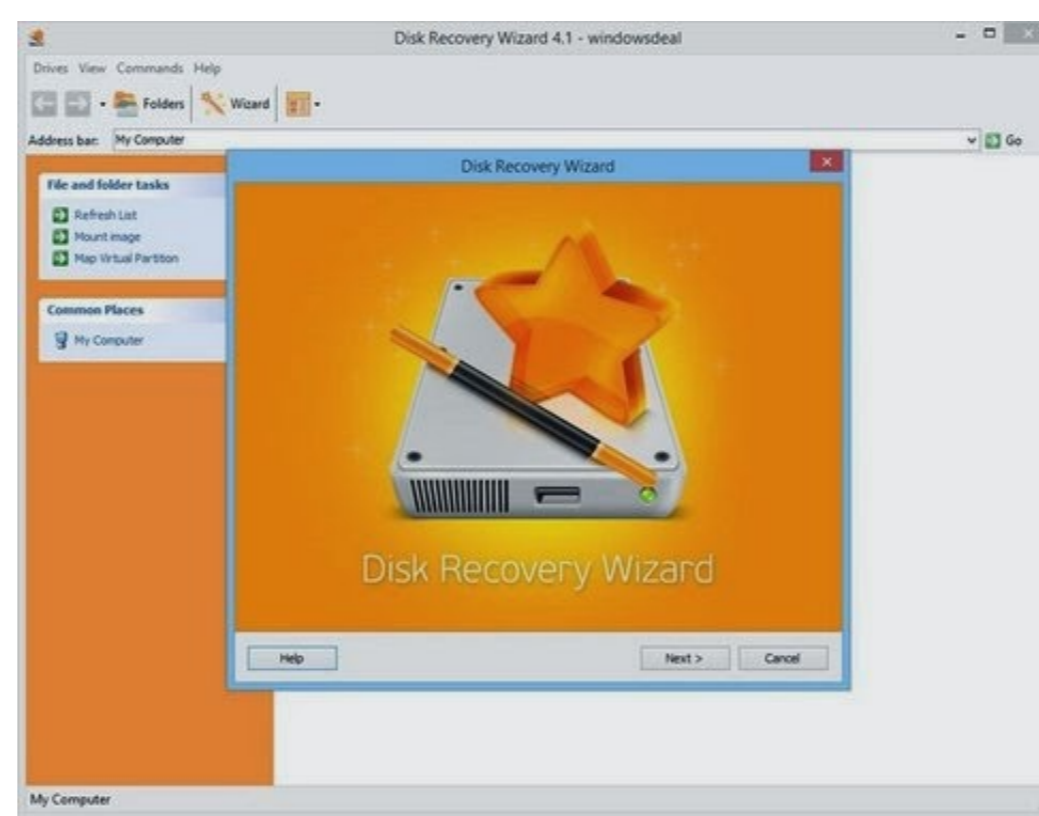 Disk Recovery Wizard 4.1 - windowsdeal
Drives View Commands Help
Folders Wizard
Address bar: My Computer Go
Disk Recovery Wizard
File and folder tasks
Refresh List
Mount image
Map Virtual Partition
Common Places
My Computer
Disk Recovery Wizard
Help Next > Cancel
My Computer